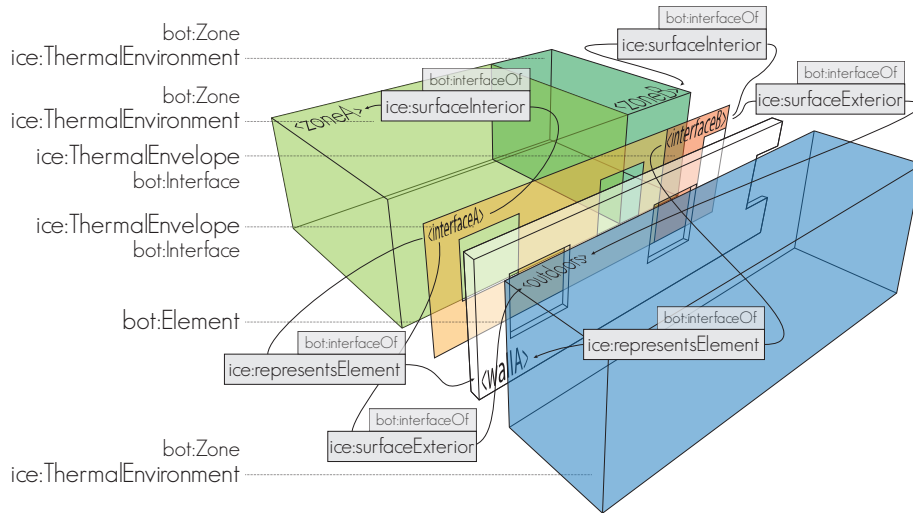 bot:Zone
ice:ThermalEnvironment
bot:Zone
ice:ThermalEnvironment
ice:ThermalEnvelope
bot:Interface
ice:ThermalEnvelope
bot:Interface
bot:Element
bot:Zone
ice:ThermalEnvironment
bot:interfaceOf
ice:surfaceInterior
bot:interfaceOf
ice:surfaceInterior
bot:interfaceOf
ice:surfaceExterior
<zoneA>
<zoneB>
<interfaceA>
<interfaceB>
<outdoors>
<wallA>
bot:interfaceOf
ice:representsElement
bot:interfaceOf
ice:representsElement
bot:interfaceOf
ice:surfaceExterior